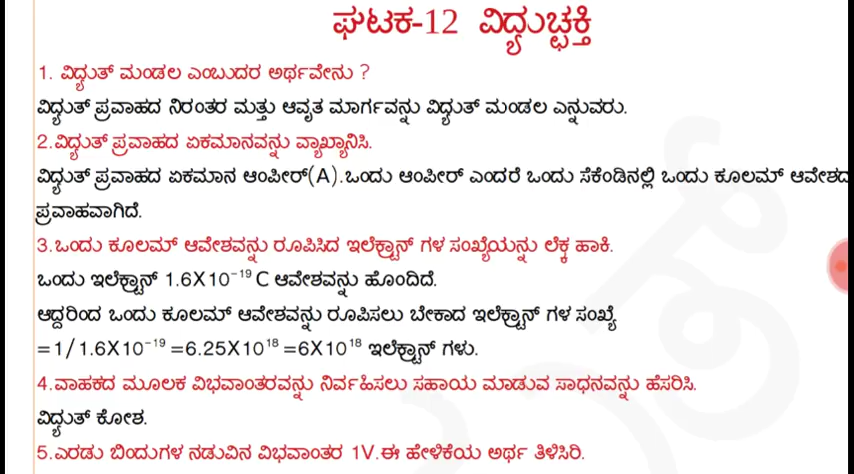 ಘಟಕ-12 ವಿದ್ಯುಚ್ಛಕ್ತಿ
1. ವಿದ್ಯುತ್ ಮಂಡಲ ಎಂಬುದರ ಅರ್ಥವೇನು ?
ವಿದ್ಯುತ್ ಪ್ರವಾಹದ ನಿರಂತರ ಮತ್ತು ಆವೃತ ಮಾರ್ಗವನ್ನು ವಿದ್ಯುತ್ ಮಂಡಲ ಎನ್ನುವರು.
2.ವಿದ್ಯುತ್ ಪ್ರವಾಹದ ಏಕಮಾನವನ್ನು ವ್ಯಾಖ್ಯಾನಿಸಿ.
ವಿದ್ಯುತ್ ಪ್ರವಾಹದ ಏಕಮಾನ ಆಂಪೀರ್(A).ಒಂದು ಆಂಪೀರ್ ಎಂದರೆ ಒಂದು ಸೆಕೆಂಡಿನಲ್ಲಿ ಒಂದು ಕೂಲಮ್ ಆವೇಶದ
ಪ್ರವಾಹವಾಗಿದೆ.
3.ಒಂದು ಕೂಲಮ್ ಆವೇಶವನ್ನು ರೂಪಿಸಿದ ಇಲೆಕ್ಟ್ರಾನ್ ಗಳ ಸಂಖ್ಯೆಯನ್ನು ಲೆಕ್ಕ ಹಾಕಿ.
ಒಂದು ಇಲೆಕ್ಟ್ರಾನ್ 1.6X10⁻¹⁹ C ಆವೇಶವನ್ನು ಹೊಂದಿದೆ.
ಆದ್ದರಿಂದ ಒಂದು ಕೂಲಮ್ ಆವೇಶವನ್ನು ರೂಪಿಸಲು ಬೇಕಾದ ಇಲೆಕ್ಟ್ರಾನ್ ಗಳ ಸಂಖ್ಯೆ
=1/ 1.6X10⁻¹⁹ =6.25X10¹⁸ =6X10¹⁸ ಇಲೆಕ್ಟ್ರಾನ್ ಗಳು.
4.ವಾಹಕದ ಮೂಲಕ ವಿಭವಾಂತರವನ್ನು ನಿರ್ವಹಿಸಲು ಸಹಾಯ ಮಾಡುವ ಸಾಧನವನ್ನು ಹೆಸರಿಸಿ.
ವಿದ್ಯುತ್ ಕೋಶ.
5.ಎರಡು ಬಿಂದುಗಳ ನಡುವಿನ ವಿಭವಾಂತರ 1V.ಈ ಹೇಳಿಕೆಯ ಅರ್ಥ ತಿಳಿಸಿರಿ.